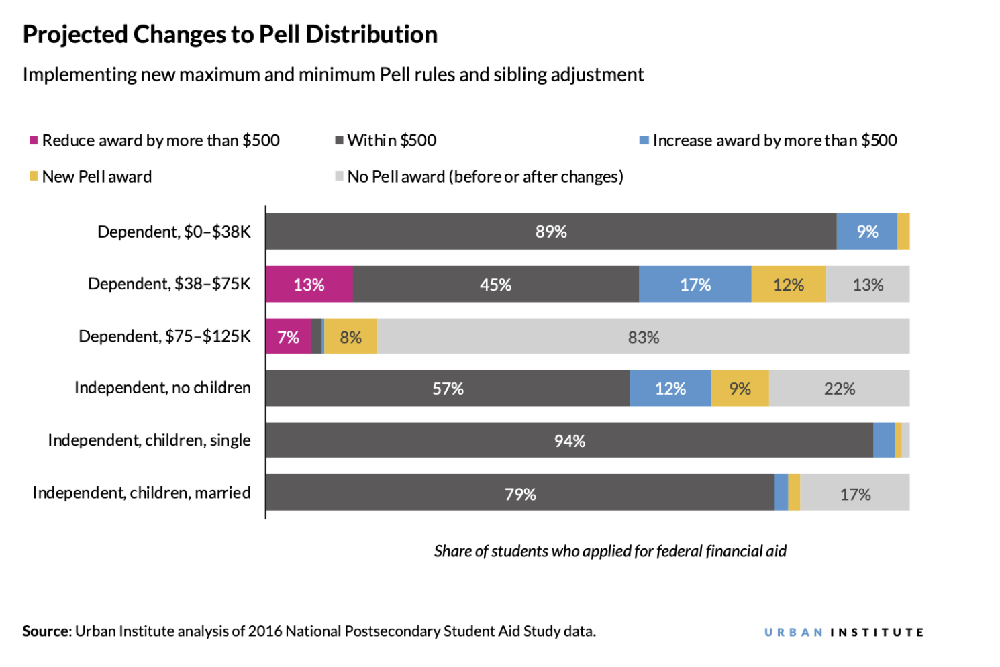 Projected Changes to Pell Distribution
Implementing new maximum and minimum Pell rules and sibling adjustment
Reduce award by more than $500
Within $500
Increase award by more than $500
New Pell award
No Pell award (before or after changes)
Dependent, $0–$38K
89%
9%
Dependent, $38–$75K
13%
45%
17%
12%
13%
Dependent, $75–$125K
7%
8%
83%
Independent, no children
57%
12%
9%
22%
Independent, children, single
94%
Independent, children, married
79%
17%
Share of students who applied for federal financial aid
Source: Urban Institute analysis of 2016 National Postsecondary Student Aid Study data.
URBAN INSTITUTE